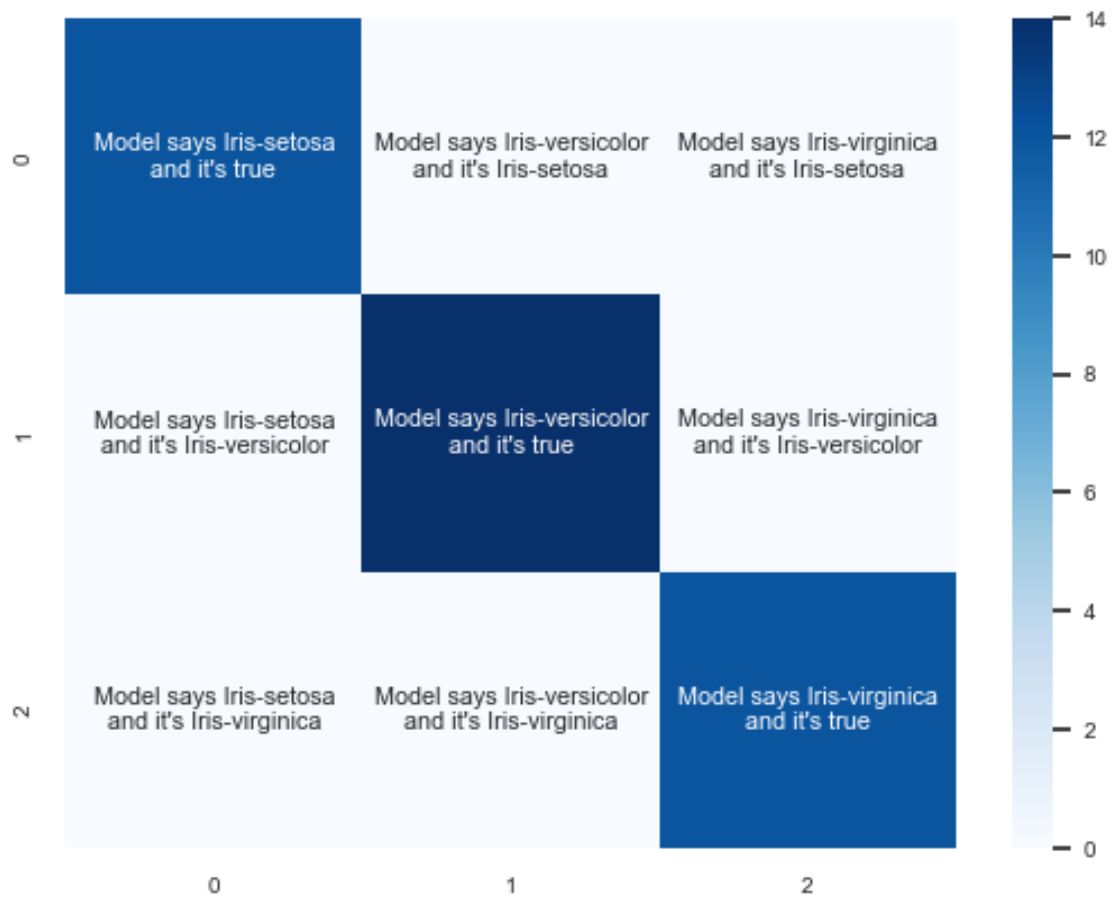 14
0
Model says Iris-setosa
and it's true
Model says Iris-versicolor
and it's Iris-setosa
Model says Iris-virginica
and it's Iris-setosa
12
10
1
Model says Iris-setosa
and it's Iris-versicolor
Model says Iris-versicolor
and it's true
Model says Iris-virginica
and it's Iris-versicolor
8
6
4
2
Model says Iris-setosa
and it's Iris-virginica
Model says Iris-versicolor
and it's Iris-virginica
Model says Iris-virginica
and it's true
2
0
0
1
2